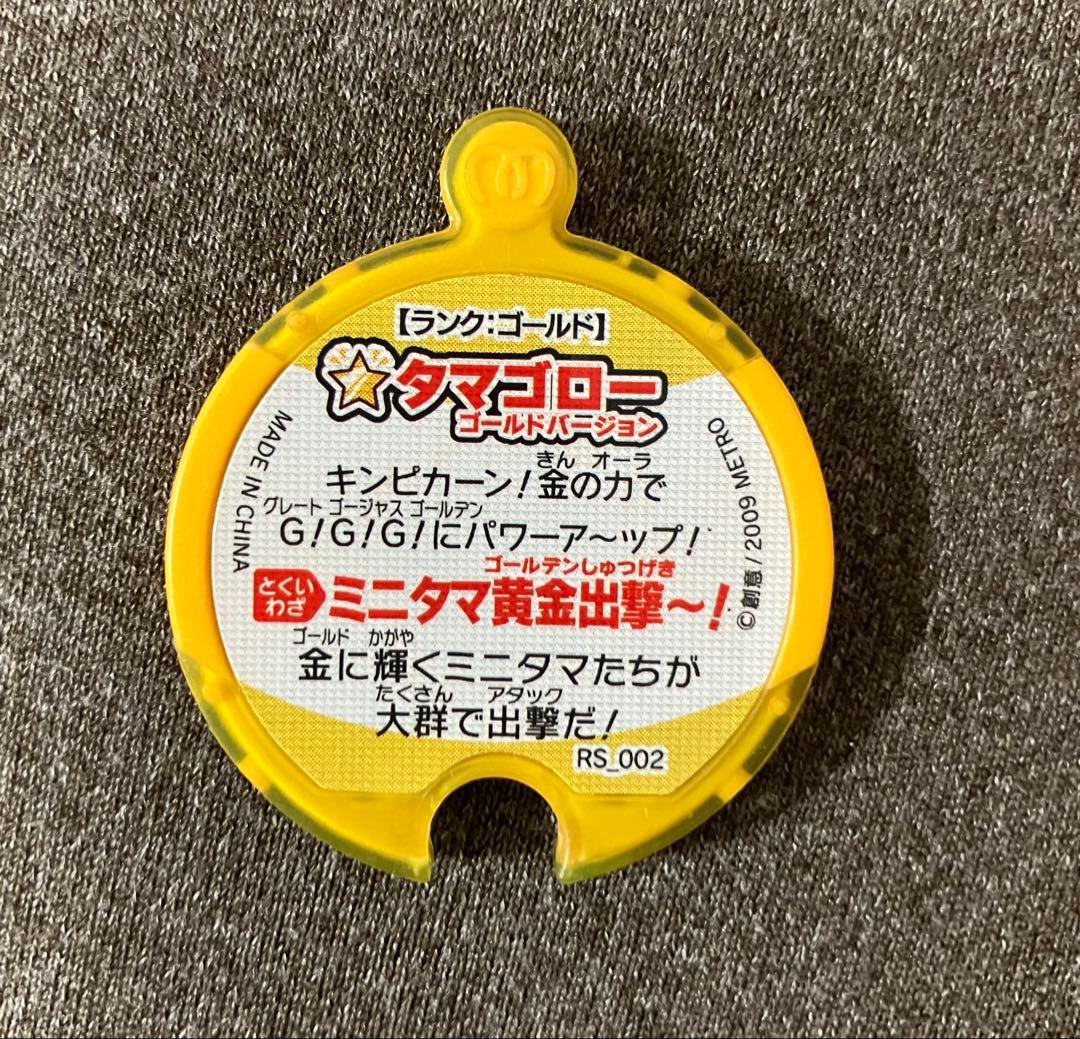 【ランク:ゴールド】
タマゴロー
ゴールドバージョン
きん オーラ
キンピカーン!金の力で
グレート ゴージャス ゴールデン
G!G!G!にパワーア〜ップ!
ゴールデンしゅつげき
とくい
わざ
ミニタマ黄金出撃〜!
ゴールド かがや
金に輝くミニタマたちが
たくさん アタック
大群で出撃だ!
RS_002
MADE IN CHINA
©創意/2009 METRO